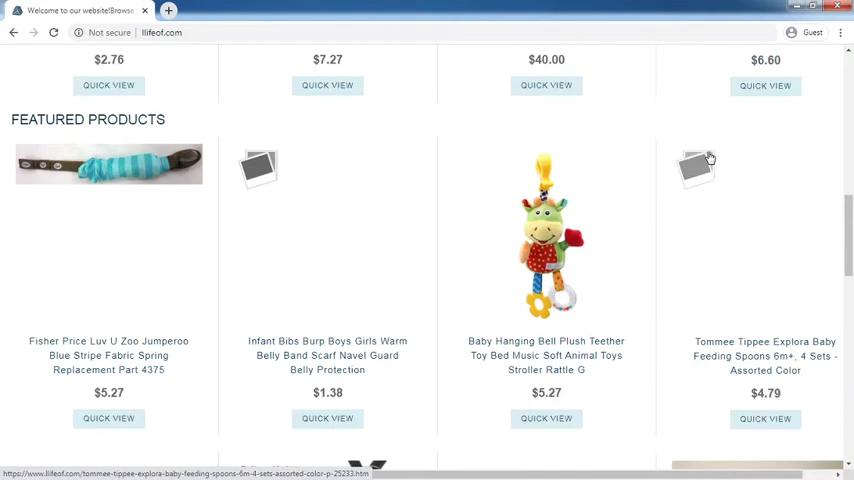 Welcome to our website!Browse
Not secure
llifeof.com
Guest
$2.76
$7.27
$40.00
$6.60
QUICK VIEW
QUICK VIEW
QUICK VIEW
QUICK VIEW
FEATURED PRODUCTS
Fisher Price Luv U Zoo Jumperoo
Blue Stripe Fabric Spring
Replacement Part 4375
$5.27
QUICK VIEW
Infant Bibs Burp Boys Girls Warm
Belly Band Scarf Navel Guard
Belly Protection
$1.38
QUICK VIEW
Baby Hanging Bell Plush Teether
Toy Bed Music Soft Animal Toys
Stroller Rattle G
$5.27
QUICK VIEW
Tommee Tippee Explora Baby
Feeding Spoons 6m+, 4 Sets -
Assorted Color
$4.79
QUICK VIEW
https://www.llifeof.com/tommee-tippee-explora-baby-feeding-spoons-6m-4-sets-assorted-color-p-25233.htm